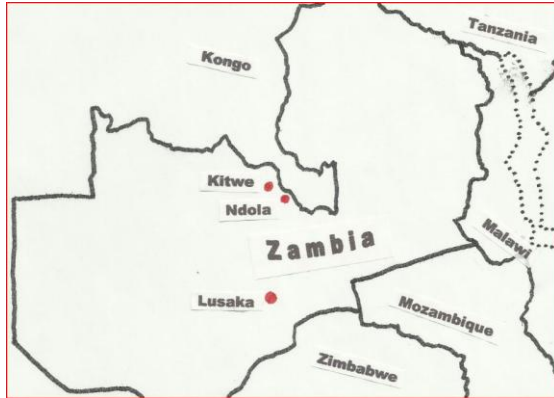 Tanzania
Kongo
Kitwe
Ndola
Zambia
Malawi
Lusaka
Mozambique
Zimbabwe